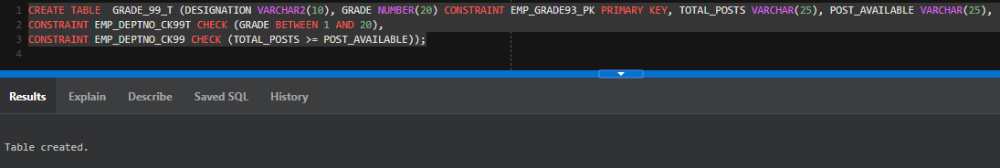 1 CREATE TABLE  GRADE_99_T (DESIGNATION VARCHAR2(10), GRADE NUMBER(20) CONSTRAINT EMP_GRADE93_PK PRIMARY KEY, TOTAL_POSTS VARCHAR(25), POST_AVAILABLE VARCHAR(25),
2 CONSTRAINT EMP_DEPTNO_CK99T CHECK (GRADE BETWEEN 1 AND 20),
3 CONSTRAINT EMP_DEPTNO_CK99 CHECK (TOTAL_POSTS >= POST_AVAILABLE));
4
Results Explain Describe Saved SQL History
Table created.